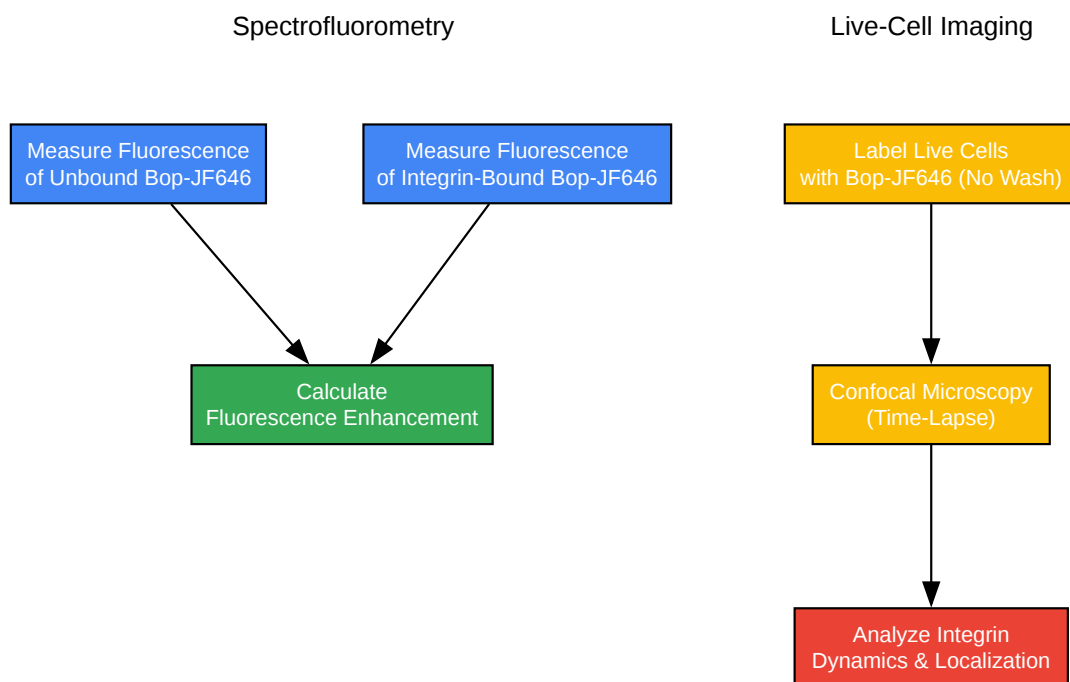 Spectrofluorometry
Live-Cell Imaging
Measure Fluorescence
of Unbound Bop-JF646
Measure Fluorescence
of Integrin-Bound Bop-JF646
Label Live Cells
with Bop-JF646 (No Wash)
Calculate
Fluorescence Enhancement
Confocal Microscopy
(Time-Lapse)
Analyze Integrin
Dynamics & Localization